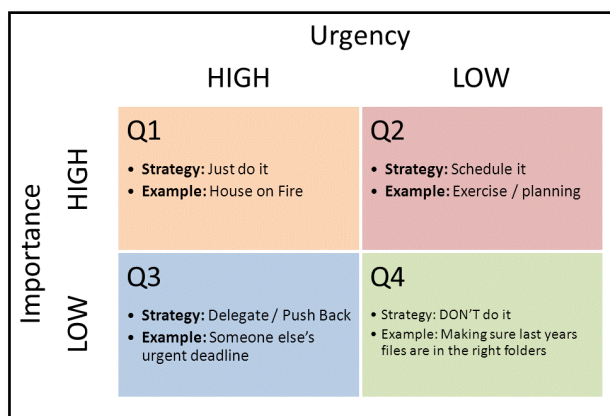 Urgency
HIGH LOW
Importance
HIGH
LOW
Q1
• Strategy: Just do it
• Example: House on Fire
Q2
• Strategy: Schedule it
• Example: Exercise / planning
Q3
• Strategy: Delegate / Push Back
• Example: Someone else's
urgent deadline
Q4
• Strategy: DON'T do it
• Example: Making sure last years
files are in the right folders